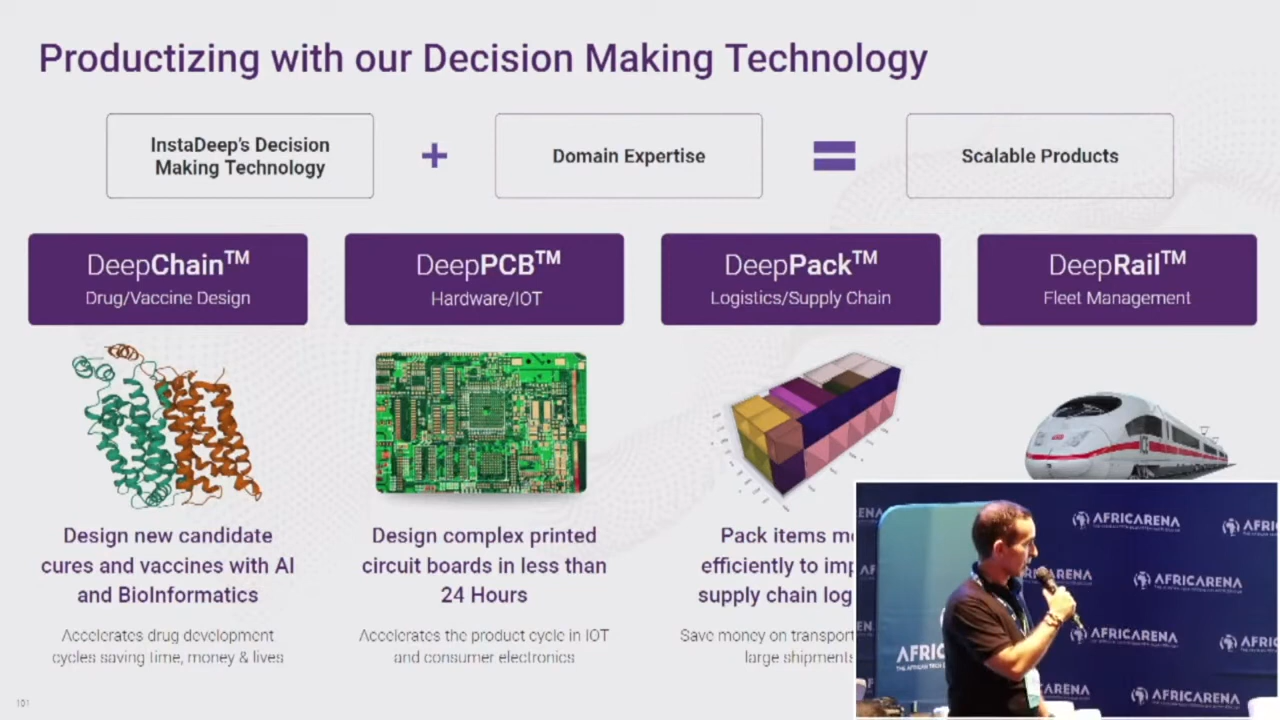 Productizing with our Decision Making Technology
InstaDeep's Decision
Making Technology
+
Domain Expertise
=
Scalable Products
DeepChain™
Drug/Vaccine Design
DeepPCB™
Hardware/IOT
DeepPack™
Logistics/Supply Chain
DeepRail™
Fleet Management
Design new candidate
cures and vaccines with AI
and BioInformatics
Accelerates drug development
cycles saving time, money & lives
Design complex printed
circuit boards in less than
24 Hours
Accelerates the product cycle in IOT
and consumer electronics
Pack items
efficiently to
supply chain
Save money on
large shipments
101
AFRICARENA
AFRICARENA
AFRICARENA
AFRICARENA
AFRICARENA